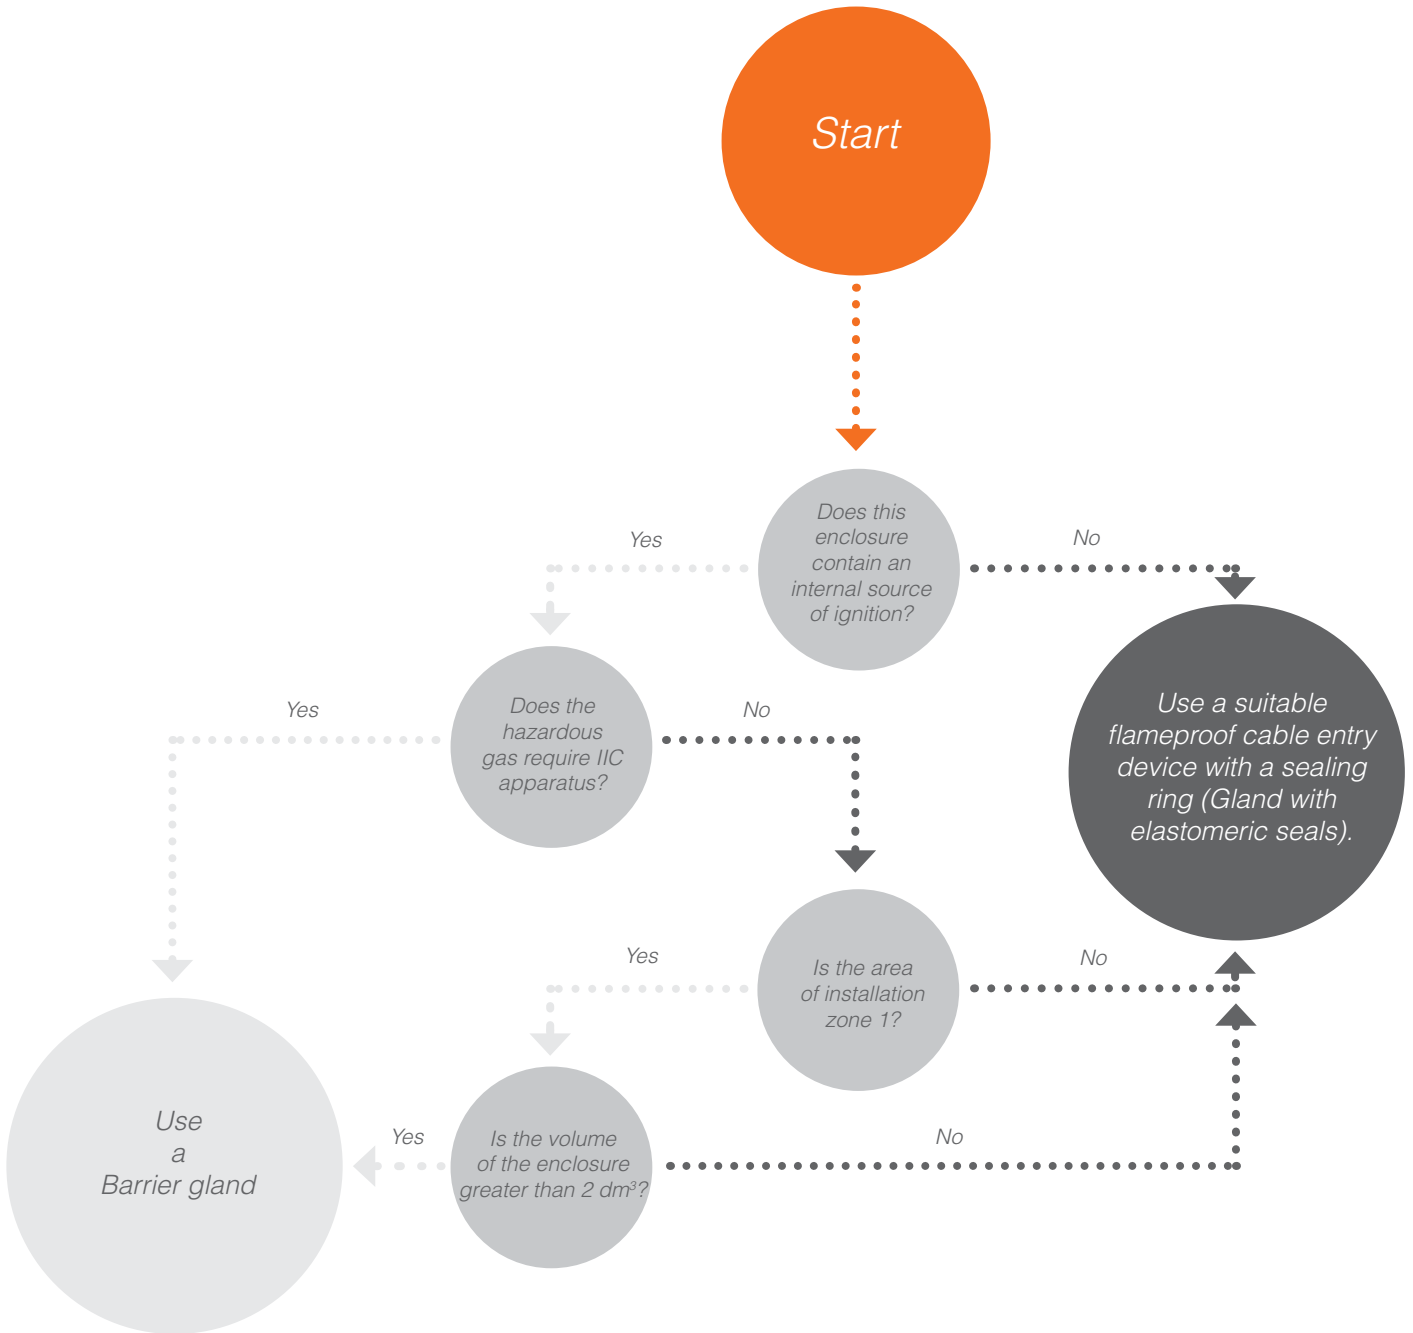 Start
Does this
enclosure
contain an
internal source
of ignition?
Yes
No
Does the
hazardous
gas require IIC
apparatus?
Yes
No
Use a suitable
flameproof cable entry
device with a sealing
ring (Gland with
elastomeric seals).
Is the area
of installation
zone 1?
Yes
No
Is the volume
of the enclosure
greater than 2 dm³?
Yes
No
Use
a
Barrier gland